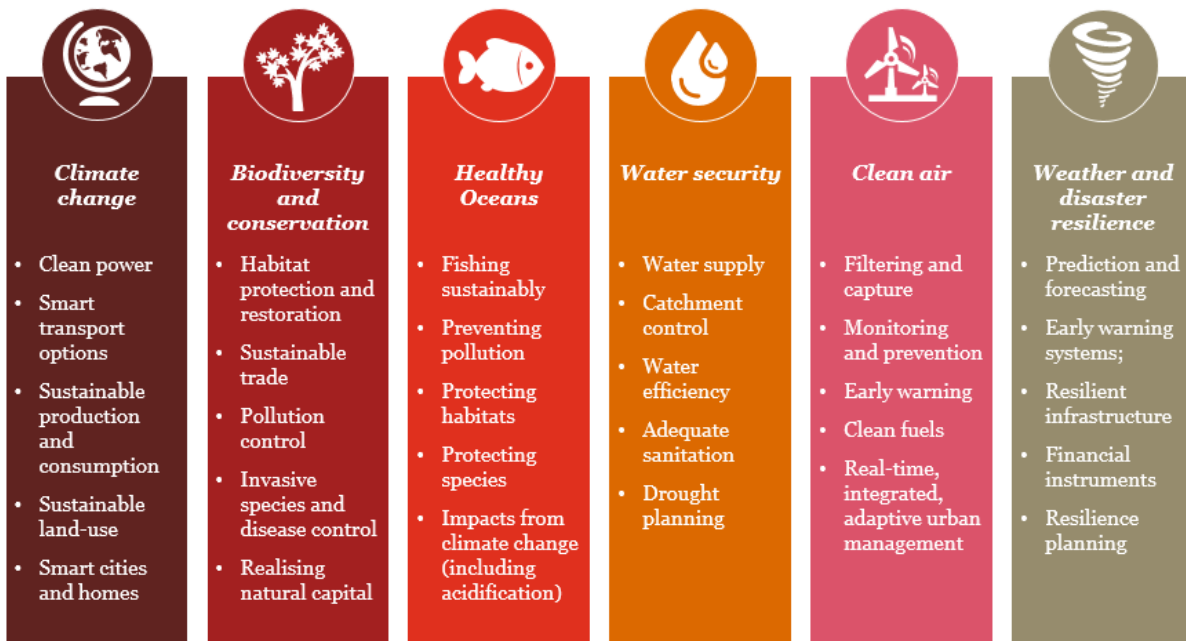 Climate
change
• Clean power
• Smart
transport
options
• Sustainable
production
and
consumption
• Sustainable
land-use
• Smart cities
and homes
Biodiversity
and
conservation
• Habitat
protection and
restoration
• Sustainable
trade
• Pollution
control
• Invasive
species and
disease control
• Realising
natural capital
Healthy
Oceans
• Fishing
sustainably
• Preventing
pollution
• Protecting
habitats
• Protecting
species
• Impacts from
climate change
(including
acidification)
Water security
• Water supply
• Catchment
control
• Water
efficiency
• Adequate
sanitation
• Drought
planning
Clean air
• Filtering and
capture
• Monitoring
and prevention
• Early warning
• Clean fuels
• Real-time,
integrated,
adaptive urban
management
Weather and
disaster
resilience
• Prediction and
forecasting
• Early warning
systems;
• Resilient
infrastructure
• Financial
instruments
• Resilience
planning